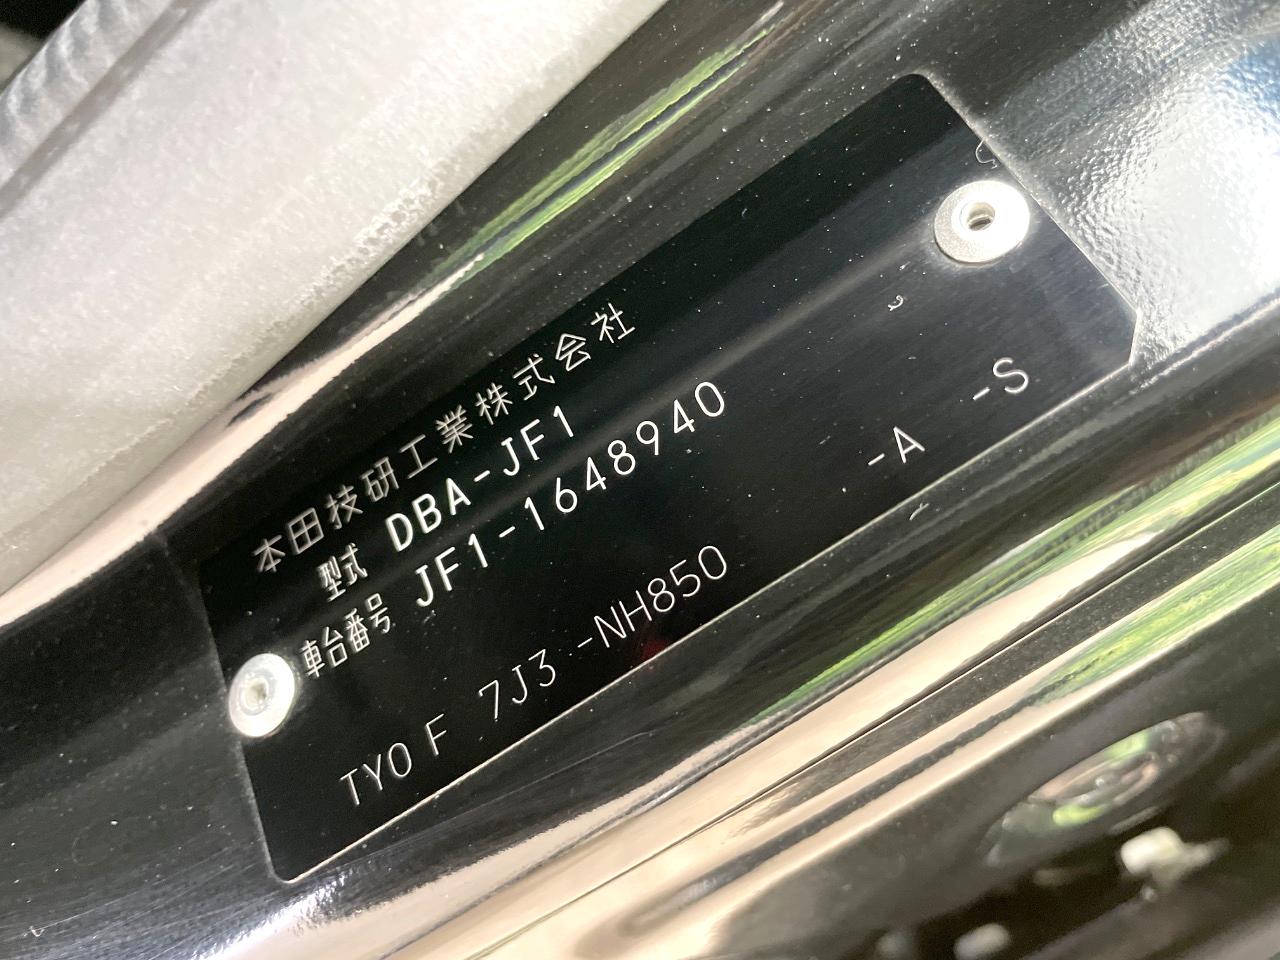 本田技研工業株式会社
型式 DBA-JF1
車台番号 JF1-1648940
TYO F 7J3 -NH850 -A -S